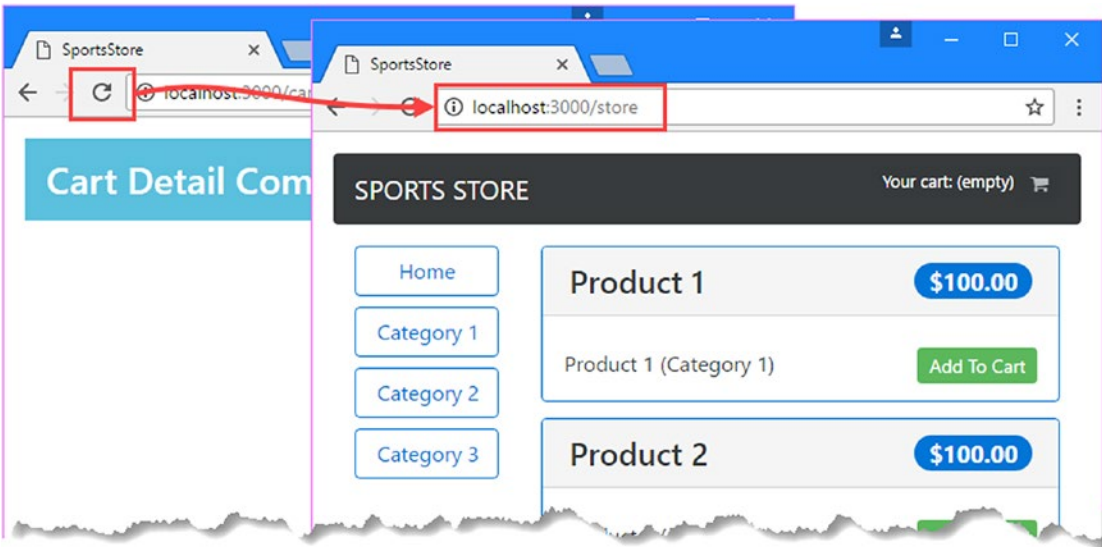 SportsStore
localhost:3000/car
Cart Detail Com
SportsStore
localhost:3000/store
SPORTS STORE
Your cart: (empty)
Home
Category 1
Category 2
Category 3
Product 1
$100.00
Product 1 (Category 1)
Add To Cart
Product 2
$100.00